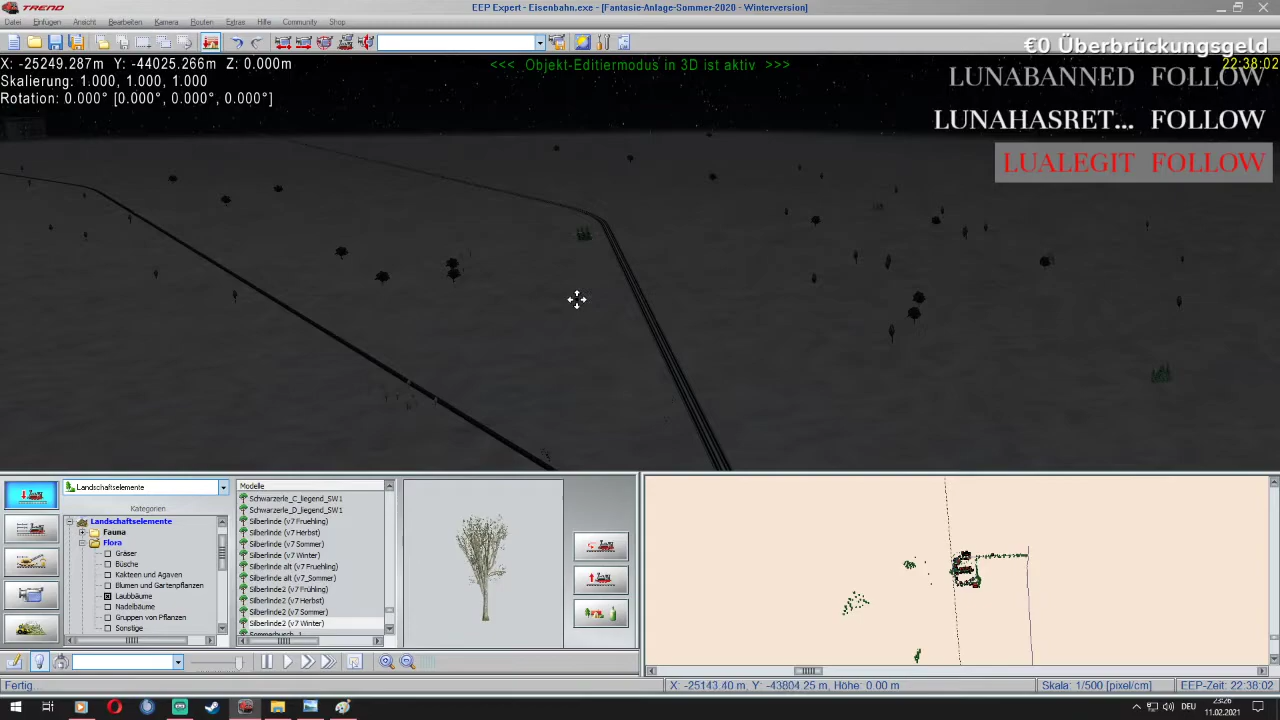 TREND
EEP Expert - Eisenbahn.exe - [Fantasie-Anlage-Sommer-2020 - Winterversion]
Datei Einfügen Ansicht Bearbeiten Kamera Routen Extras Hilfe Community Shop
€0 Überbrückungsgeld
X: -25249.287m Y: -44025.266m Z: 0.000m
<<< Objekt-Editiermodus in 3D ist aktiv >>>
22:38:02
Skalierung: 1.000, 1.000, 1.000
LUNABANNED FOLLOW
Rotation: 0.000° [0.000°, 0.000°, 0.000°]
LUNAHASRET... FOLLOW
LUALEGIT FOLLOW
Landschaftselemente
Kategorien
Landschaftselemente
Fauna
Flora
Gräser
Büsche
Kakteen und Agaven
Blumen und Gartenpflanzen
Laubbäume
Nadelbäume
Gruppen von Pflanzen
Sonstige
Modelle
Schwarzerle_C_liegend_SW1
Schwarzerle_D_liegend_SW1
Silberlinde (v7 Fruehling)
Silberlinde (v7 Herbst)
Silberlinde (v7 Sommer)
Silberlinde (v7 Winter)
Silberlinde alt (v7_Fruehling)
Silberlinde alt (v7_Sommer)
Silberlinde2 (v7 Frühling)
Silberlinde2 (v7 Herbst)
Silberlinde2 (v7 Sommer)
Silberlinde2 (v7 Winter)
Sommerbusch_1
Fertig...
X: -25143.40 m, Y: -43804.25 m, Höhe: 0.00 m
Skala: 1/500 [pixel/cm]
EEP-Zeit: 22:38:02
DEU
23:26
11.02.2021